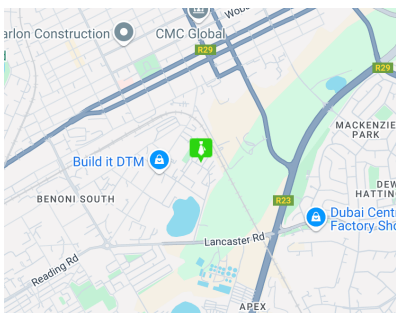 Wobu
arlon Construction
CMC Global
R29
R29
MACKENZIE
PARK
Build it DTM
DEW
HATTIN
BENONI SOUTH
R23
Dubai Cent
Factory Sho
Lancaster Rd
Reading Rd
APEX